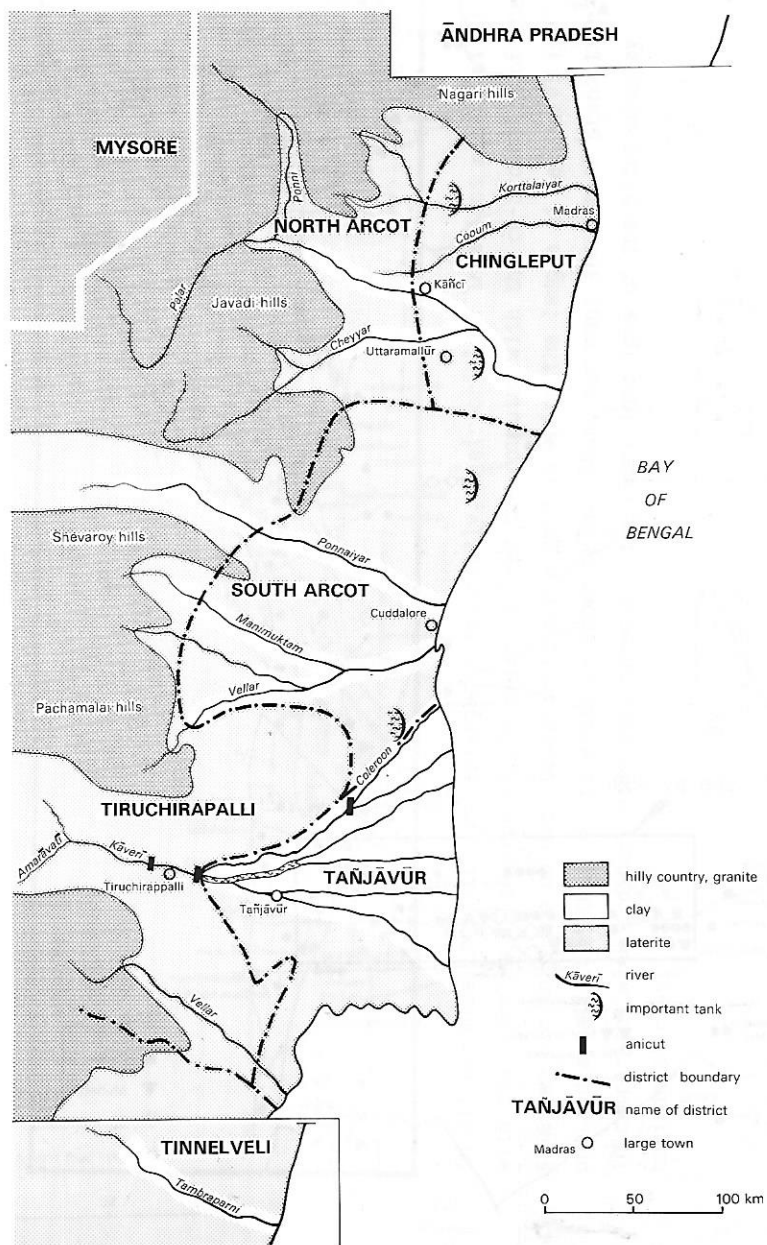 ĀNDHRA PRADESH
Nagari hills
MYSORE
Ponni
Korttalaiyar
Madras
NORTH ARCOT
Cooum
CHINGLEPUT
Kāñcī
Palar
Javadi hills
Cheyyar
Uttaramallūr
BAY
OF
BENGAL
Shevaroy hills
Ponnaiyar
SOUTH ARCOT
Cuddalore
Manimuktam
Vellar
Pachamalai hills
Coleroon
TIRUCHIRAPALLI
Amarāvatī
Kāverī
Tiruchirappalli
TAÑJĀVŪR
Tañjāvūr
Vellar
hilly country, granite
clay
laterite
Kāverī river
important tank
anicut
district boundary
TAÑJĀVŪR name of district
Madras large town
0 50 100 km
TINNELVELI
Tambraparni